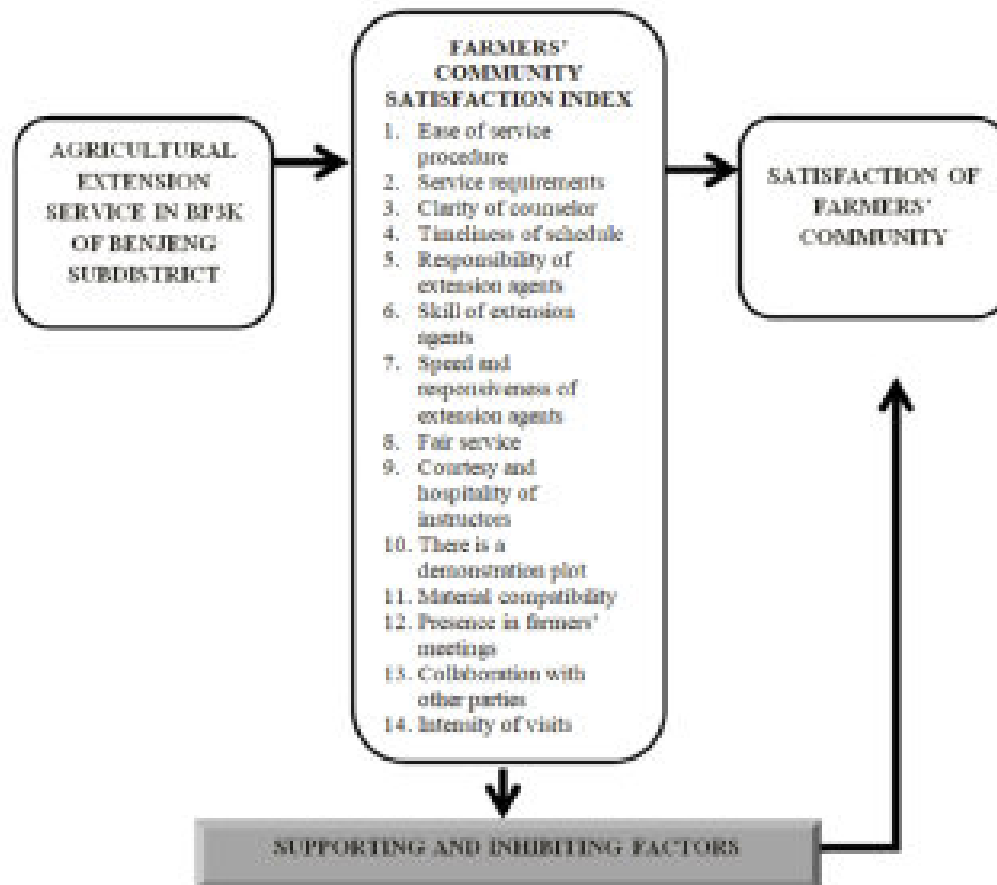 AGRICULTURAL
EXTENSION
SERVICE IN BP3K
OF BENJENG
SUBDISTRICT
FARMERS'
COMMUNITY
SATISFACTION INDEX
1. Ease of service
procedure
2. Service requirements
3. Clarity of counselor
4. Timeliness of schedule
5. Responsibility of
extension agents
6. Skill of extension
agents
7. Speed and
responsiveness of
extension agents
8. Fair service
9. Courtesy and
hospitality of
instructors
10. There is a
demonstration plot
11. Material compatibility
12. Presence in farmers'
meetings
13. Collaboration with
other parties
14. Intensity of visits
SATISFACTION OF
FARMERS'
COMMUNITY
SUPPORTING AND INHIBITING FACTORS